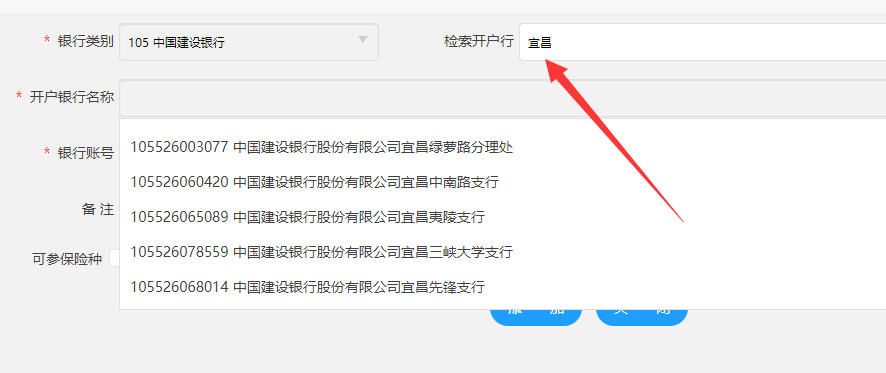 * 银行类别 105 中国建设银行 检索开户行 宜昌
* 开户银行名称
* 银行账号
105526003077 中国建设银行股份有限公司宜昌绿萝路分理处
105526060420 中国建设银行股份有限公司宜昌中南路支行
备 注
105526065089 中国建设银行股份有限公司宜昌夷陵支行
可参保险种
105526078559 中国建设银行股份有限公司宜昌三峡大学支行
105526068014 中国建设银行股份有限公司宜昌先锋支行
添 加 关 闭